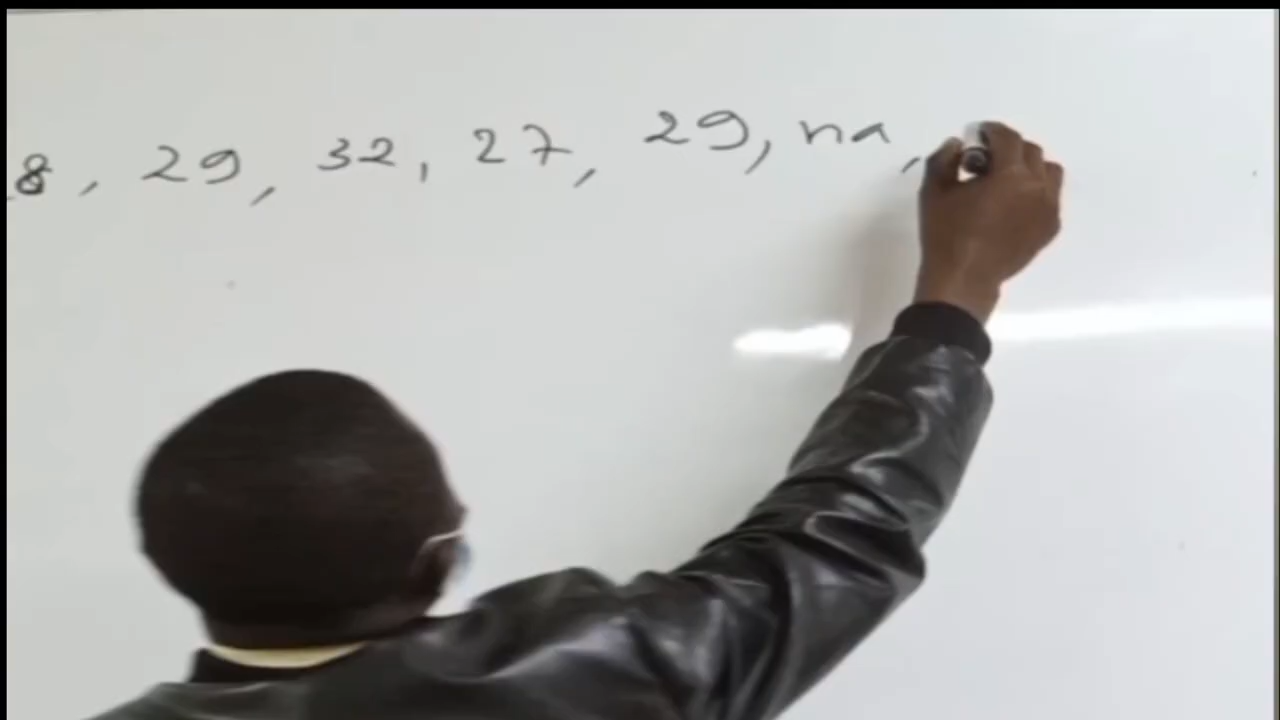 8, 29, 32, 27, 29, na,